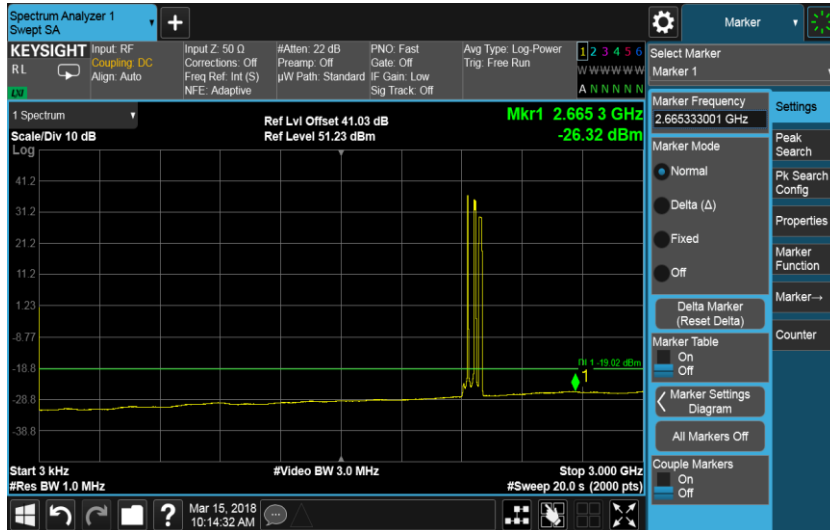 Spectrum Analyzer 1
Swept SA
Marker
KEYSIGHT
RL
LXI
Input: RF
Coupling: DC
Align: Auto
Input Z: 50 Ω
Corrections: Off
Freq Ref: Int (S)
NFE: Adaptive
#Atten: 22 dB
Preamp: Off
µW Path: Standard
PNO: Fast
Gate: Off
IF Gain: Low
Sig Track: Off
Avg Type: Log-Power
Trig: Free Run
1 2 3 4 5 6
W W W W W W
A N N N N N
Select Marker
Marker 1
1 Spectrum
Scale/Div 10 dB
Log
Ref Lvl Offset 41.03 dB
Ref Level 51.23 dBm
Mkr1 2.665 3 GHz
-26.32 dBm
41.2
31.2
21.2
11.2
1.23
-8.77
-18.8
-28.8
-38.8
DL1 -19.02 dBm
1
Start 3 kHz
#Res BW 1.0 MHz
#Video BW 3.0 MHz
Stop 3.000 GHz
#Sweep 20.0 s (2000 pts)
Marker Frequency
2.665333001 GHz
Marker Mode
Normal
Delta (Δ)
Fixed
Off
Delta Marker
(Reset Delta)
Marker Table
On
Off
Marker Settings
Diagram
All Markers Off
Couple Markers
On
Off
Settings
Peak
Search
Pk Search
Config
Properties
Marker
Function
Marker→
Counter
?
Mar 15, 2018
10:14:32 AM